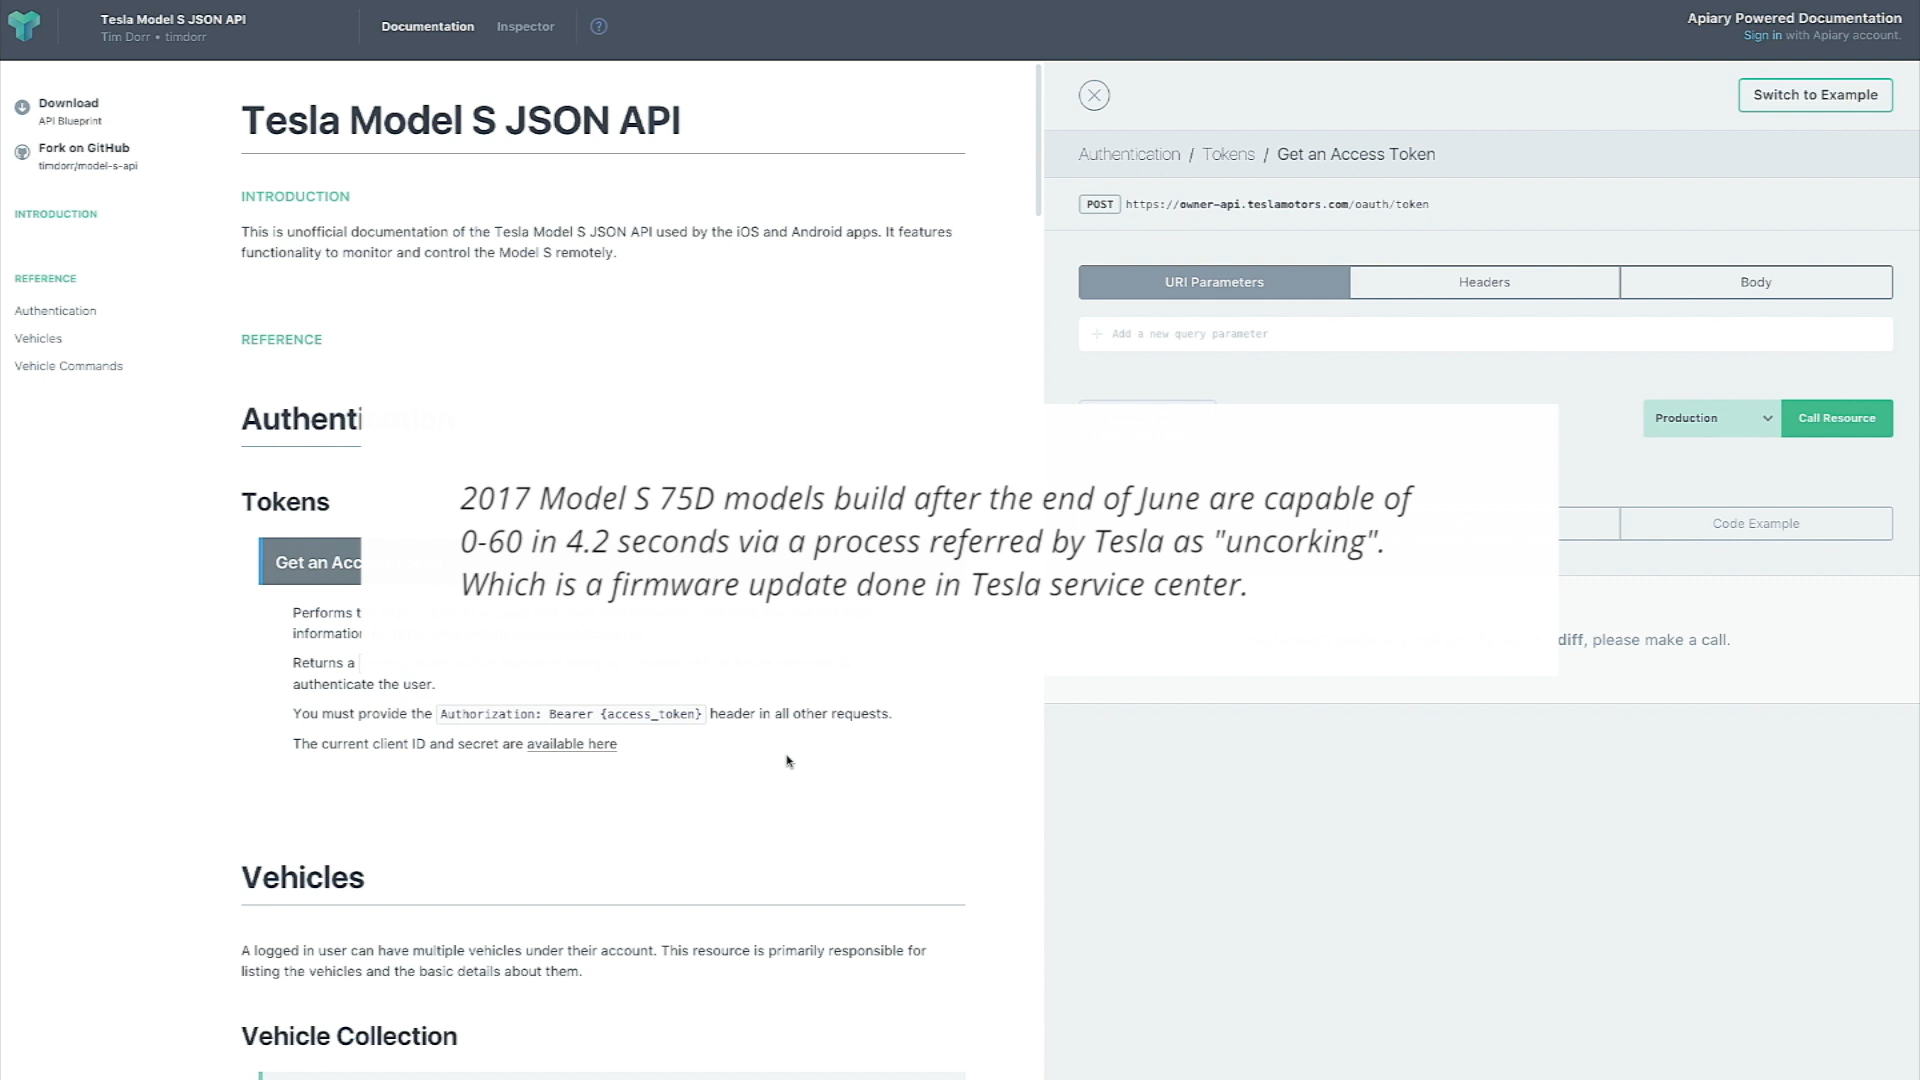 Tesla Model S JSON API
Tim Dorr • timdorr
Documentation
Inspector
?
Apiary Powered Documentation
Sign in with Apiary account.
Download
API Blueprint
Fork on GitHub
timdorr/model-s-api
INTRODUCTION
REFERENCE
Authentication
Vehicles
Vehicle Commands
Tesla Model S JSON API
INTRODUCTION
This is unofficial documentation of the Tesla Model S JSON API used by the iOS and Android apps. It features
functionality to monitor and control the Model S remotely.
REFERENCE
Authentication
Tokens
Get an Acc
Performs t
information
Returns a
authenticate the user.
You must provide the Authorization: Bearer {access_token} header in all other requests.
The current client ID and secret are available here
Vehicles
A logged in user can have multiple vehicles under their account. This resource is primarily responsible for
listing the vehicles and the basic details about them.
Vehicle Collection
2017 Model S 75D models build after the end of June are capable of
0-60 in 4.2 seconds via a process referred by Tesla as "uncorking".
Which is a firmware update done in Tesla service center.
Switch to Example
Authentication / Tokens / Get an Access Token
POST https://owner-api.teslamotors.com/oauth/token
URI Parameters
Headers
Body
Add a new query parameter
Production
Call Resource
Code Example
diff, please make a call.